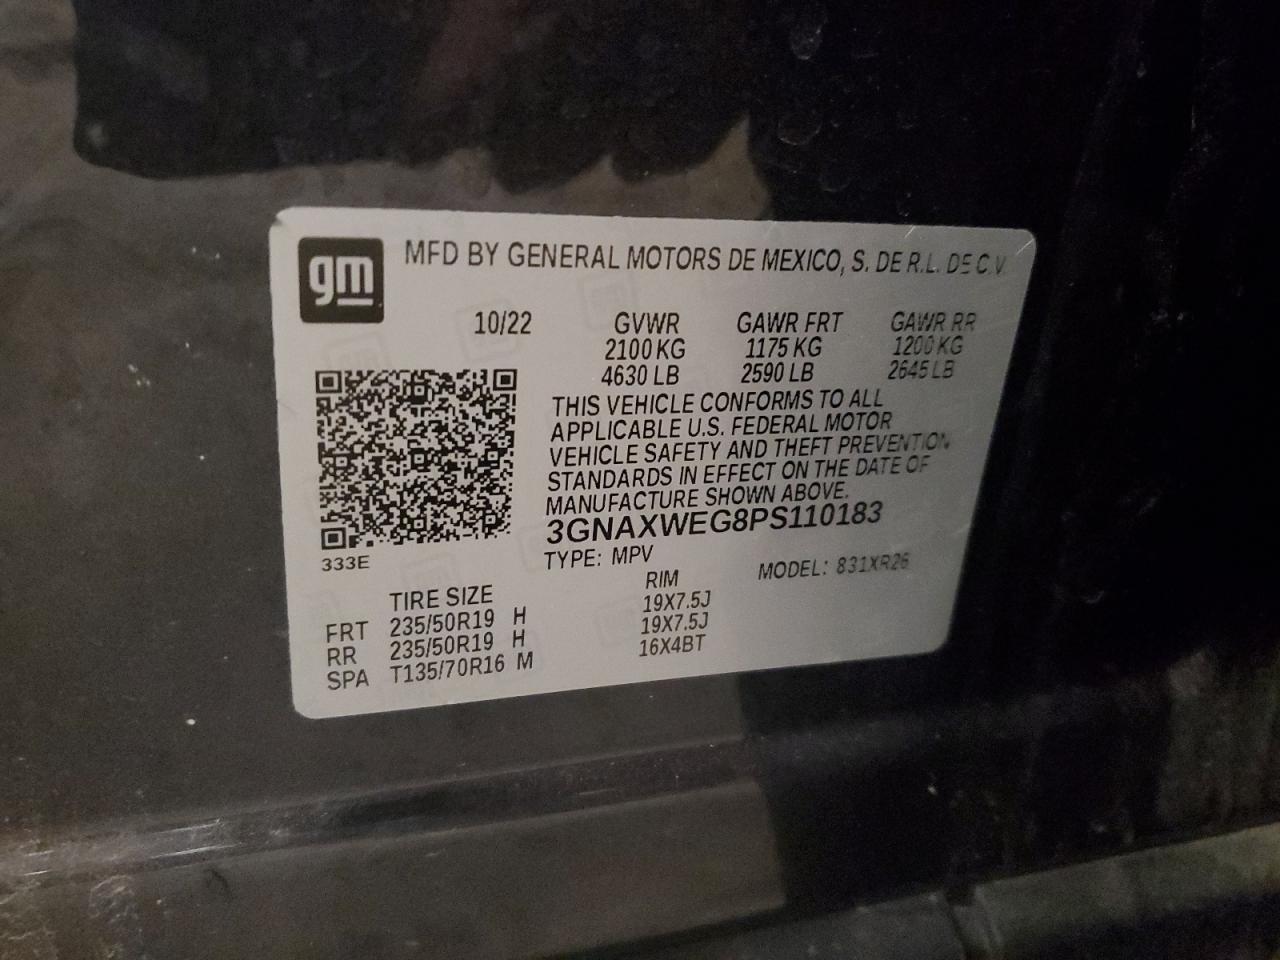 gm
MFD BY GENERAL MOTORS DE MEXICO, S. DE R.L. DE C.V.
10/22 GVWR GAWR FRT GAWR RR
2100 KG 1175 KG 1200 KG
4630 LB 2590 LB 2645 LB
THIS VEHICLE CONFORMS TO ALL
APPLICABLE U.S. FEDERAL MOTOR
VEHICLE SAFETY AND THEFT PREVENTION
STANDARDS IN EFFECT ON THE DATE OF
MANUFACTURE SHOWN ABOVE.
3GNAXWEG8PS110183
333E
TYPE: MPV MODEL: 831XR26
TIRE SIZE RIM
FRT 235/50R19 H 19X7.5J
RR 235/50R19 H 19X7.5J
SPA T135/70R16 M 16X4BT